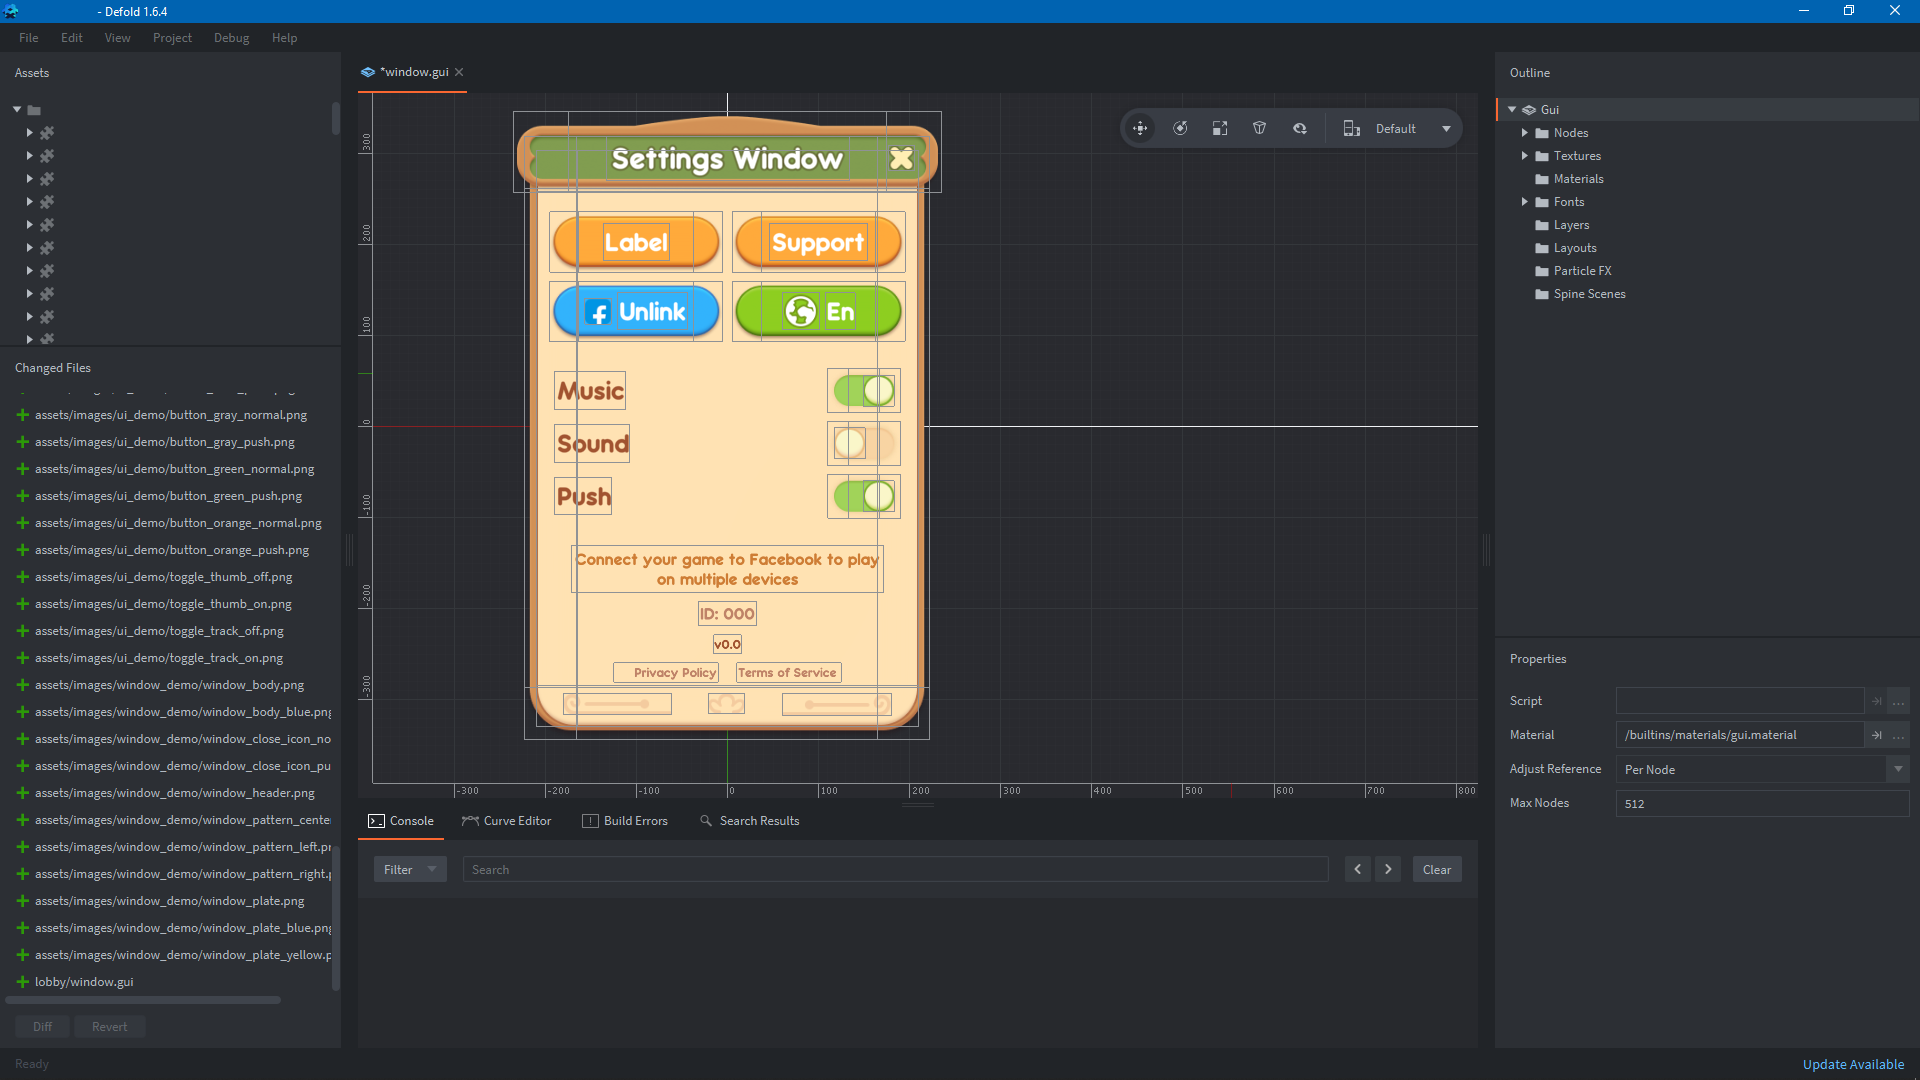 - Defold 1.6.4
File Edit View Project Debug Help
Assets
Changed Files
assets/images/ui_demo/button_gray_normal.png
assets/images/ui_demo/button_gray_push.png
assets/images/ui_demo/button_green_normal.png
assets/images/ui_demo/button_green_push.png
assets/images/ui_demo/button_orange_normal.png
assets/images/ui_demo/button_orange_push.png
assets/images/ui_demo/toggle_thumb_off.png
assets/images/ui_demo/toggle_thumb_on.png
assets/images/ui_demo/toggle_track_off.png
assets/images/ui_demo/toggle_track_on.png
assets/images/window_demo/window_body.png
assets/images/window_demo/window_body_blue.png
assets/images/window_demo/window_close_icon_no
assets/images/window_demo/window_close_icon_pu
assets/images/window_demo/window_header.png
assets/images/window_demo/window_pattern_cente
assets/images/window_demo/window_pattern_left.pn
assets/images/window_demo/window_pattern_right.p
assets/images/window_demo/window_plate.png
assets/images/window_demo/window_plate_blue.png
assets/images/window_demo/window_plate_yellow.p
lobby/window.gui
Diff Revert
Ready
*window.gui
Default
300
200
100
0
-100
-200
-300
-300 -200 -100 0 100 200 300 400 500 600 700 800
Settings Window
Label Support
Unlink En
Music
Sound
Push
Connect your game to Facebook to play
on multiple devices
ID: 000
v0.0
Privacy Policy Terms of Service
Console Curve Editor Build Errors Search Results
Filter Search Clear
Outline
Gui
Nodes
Textures
Materials
Fonts
Layers
Layouts
Particle FX
Spine Scenes
Properties
Script ...
Material /builtins/materials/gui.material ...
Adjust Reference Per Node
Max Nodes 512
Update Available